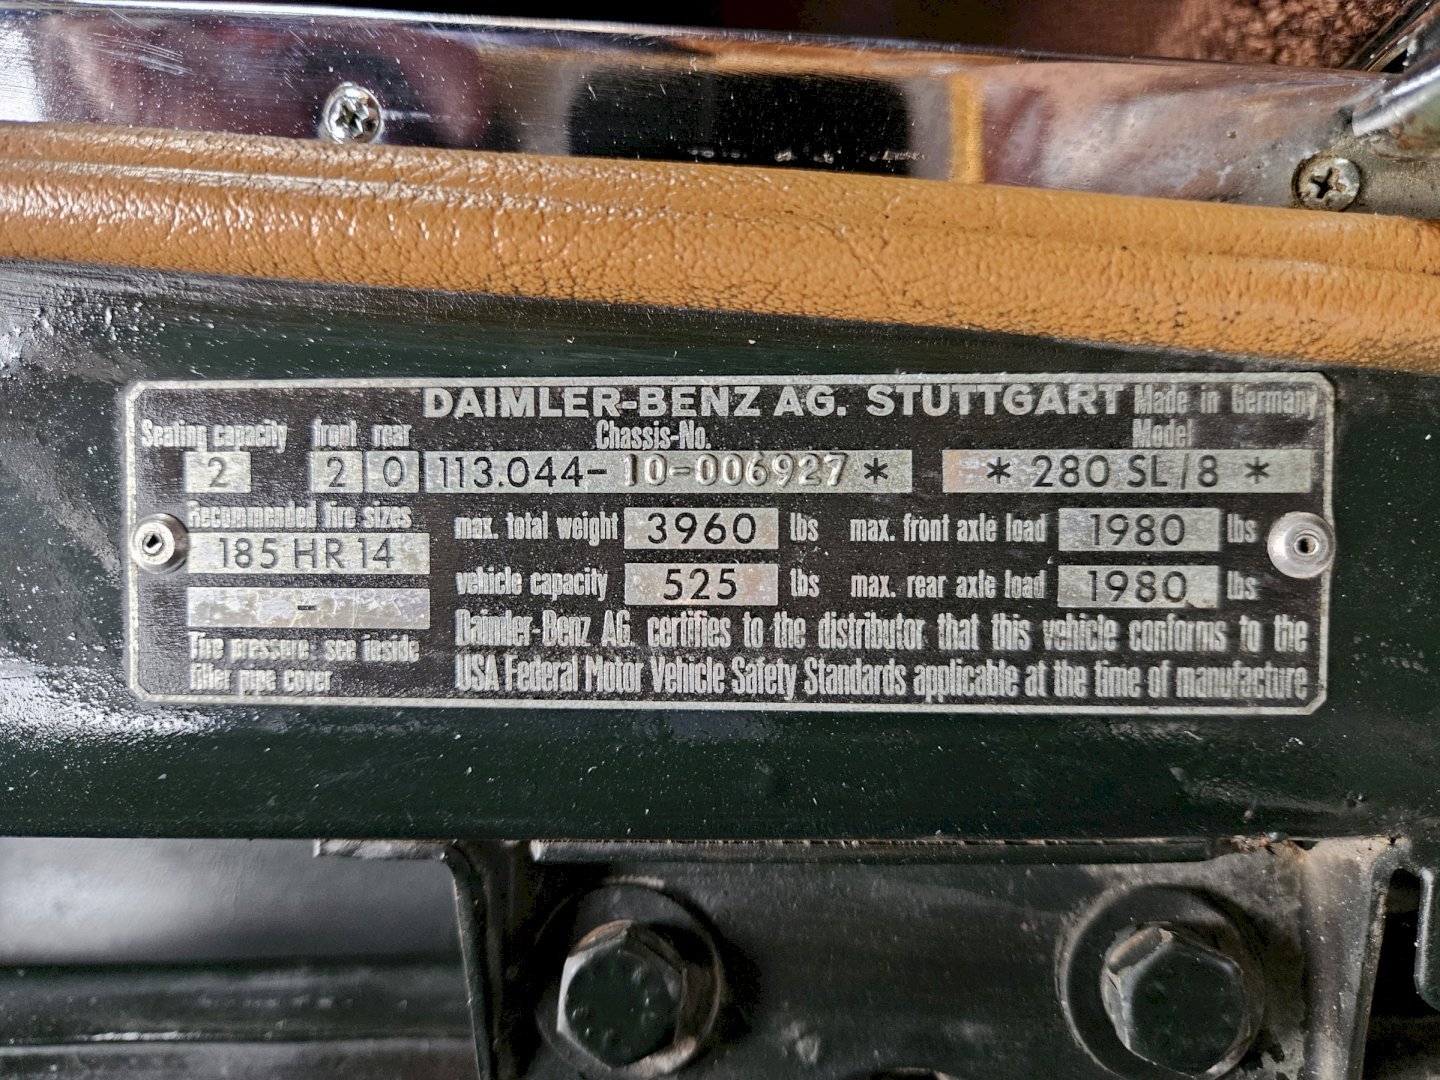 DAIMLER-BENZ AG. STUTTGART Made in Germany
Seating capacity front rear Chassis-No. Model
2 2 0 113.044-10-006927 * * 280 SL/8 *
Recommended tire sizes
max. total weight 3960 lbs max. front axle load 1980 lbs
185 HR 14
vehicle capacity 525 lbs max. rear axle load 1980 lbs
-
Daimler-Benz AG. certifies to the distributor that this vehicle conforms to the
USA Federal Motor Vehicle Safety Standards applicable at the time of manufacture
Tire pressure: see inside
filler pipe cover